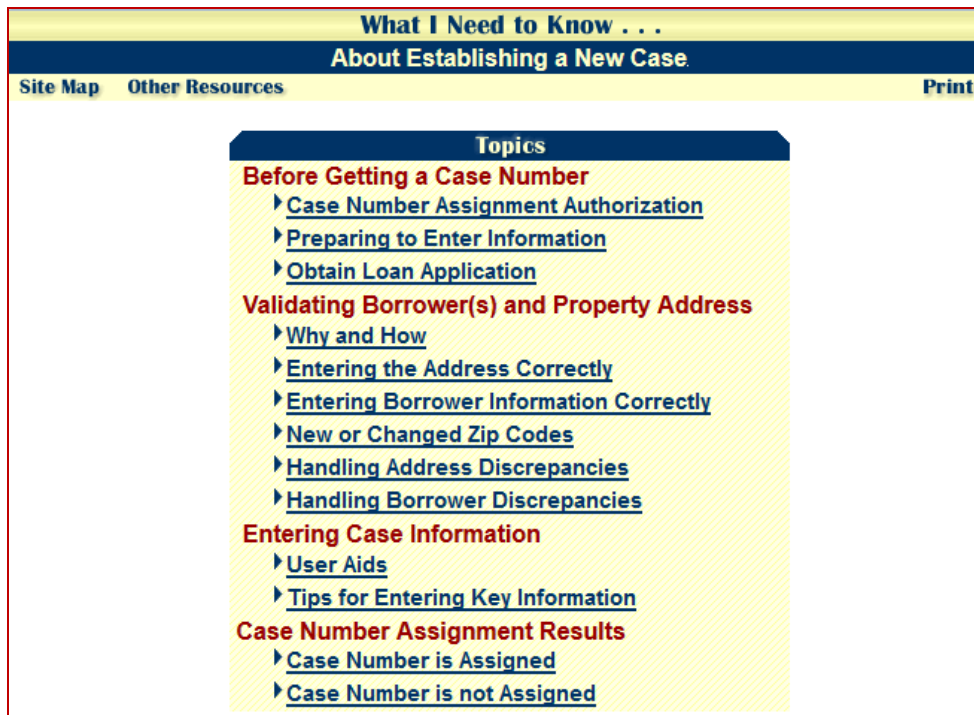 What I Need to Know . . .
About Establishing a New Case.
Site Map Other Resources Print
Topics
Before Getting a Case Number
Case Number Assignment Authorization
Preparing to Enter Information
Obtain Loan Application
Validating Borrower(s) and Property Address
Why and How
Entering the Address Correctly
Entering Borrower Information Correctly
New or Changed Zip Codes
Handling Address Discrepancies
Handling Borrower Discrepancies
Entering Case Information
User Aids
Tips for Entering Key Information
Case Number Assignment Results
Case Number is Assigned
Case Number is not Assigned